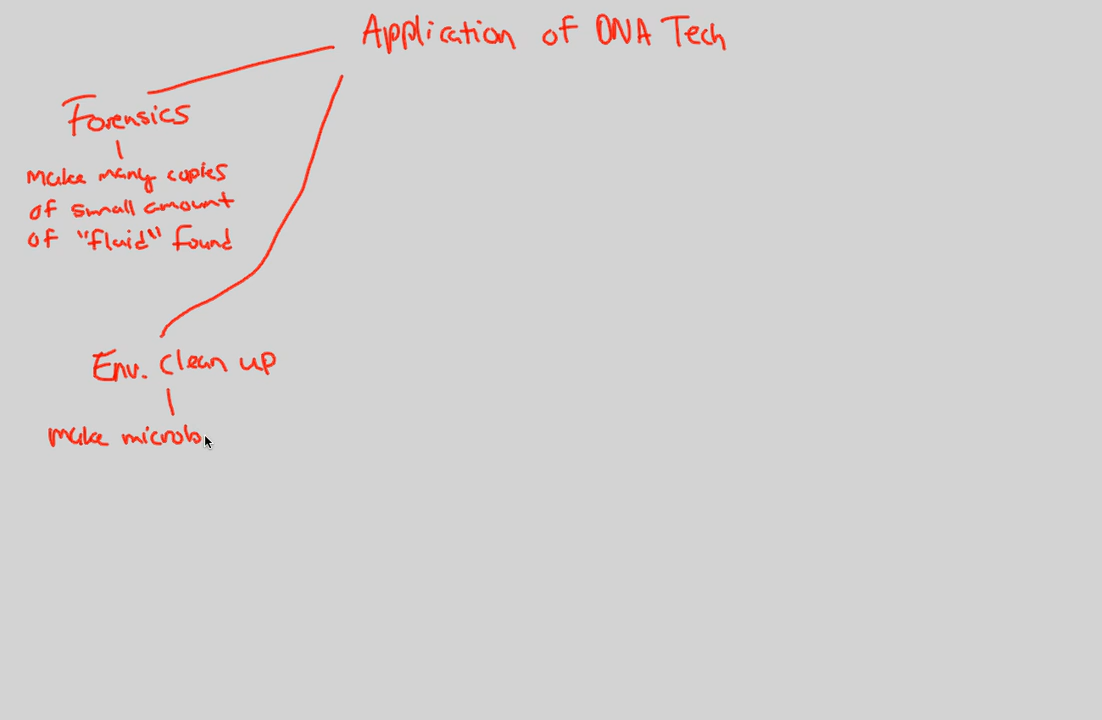 Application of DNA Tech
Forensics
make many copies
of small amount
of "fluid" found
Env. clean up
make microb